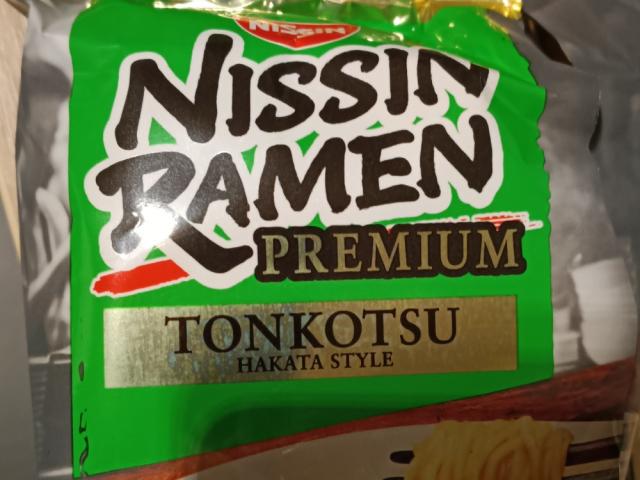 NISSIN
NISSIN
RAMEN
PREMIUM
TONKOTSU
HAKATA STYLE